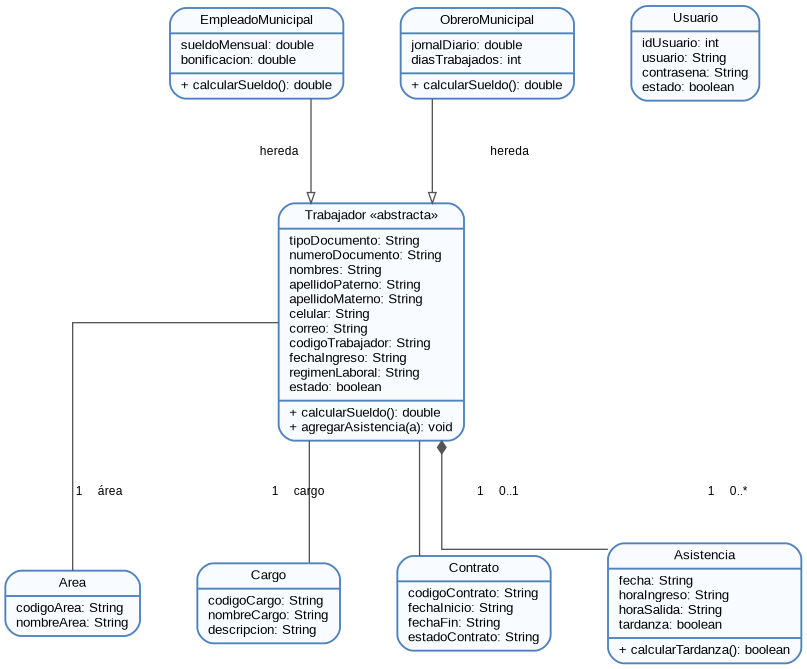 EmpleadoMunicipal
sueldoMensual: double
bonificacion: double
+ calcularSueldo(): double
ObreroMunicipal
jornalDiario: double
diasTrabajados: int
+ calcularSueldo(): double
Usuario
idUsuario: int
usuario: String
contrasena: String
estado: boolean
hereda
hereda
Trabajador «abstracta»
tipoDocumento: String
numeroDocumento: String
nombres: String
apellidoPaterno: String
apellidoMaterno: String
celular: String
correo: String
codigoTrabajador: String
fechaIngreso: String
regimenLaboral: String
estado: boolean
+ calcularSueldo(): double
+ agregarAsistencia(a): void
1 área
1 cargo
1 0..1
1 0..*
Area
codigoArea: String
nombreArea: String
Cargo
codigoCargo: String
nombreCargo: String
descripcion: String
Contrato
codigoContrato: String
fechaInicio: String
fechaFin: String
estadoContrato: String
Asistencia
fecha: String
horaIngreso: String
horaSalida: String
tardanza: boolean
+ calcularTardanza(): boolean